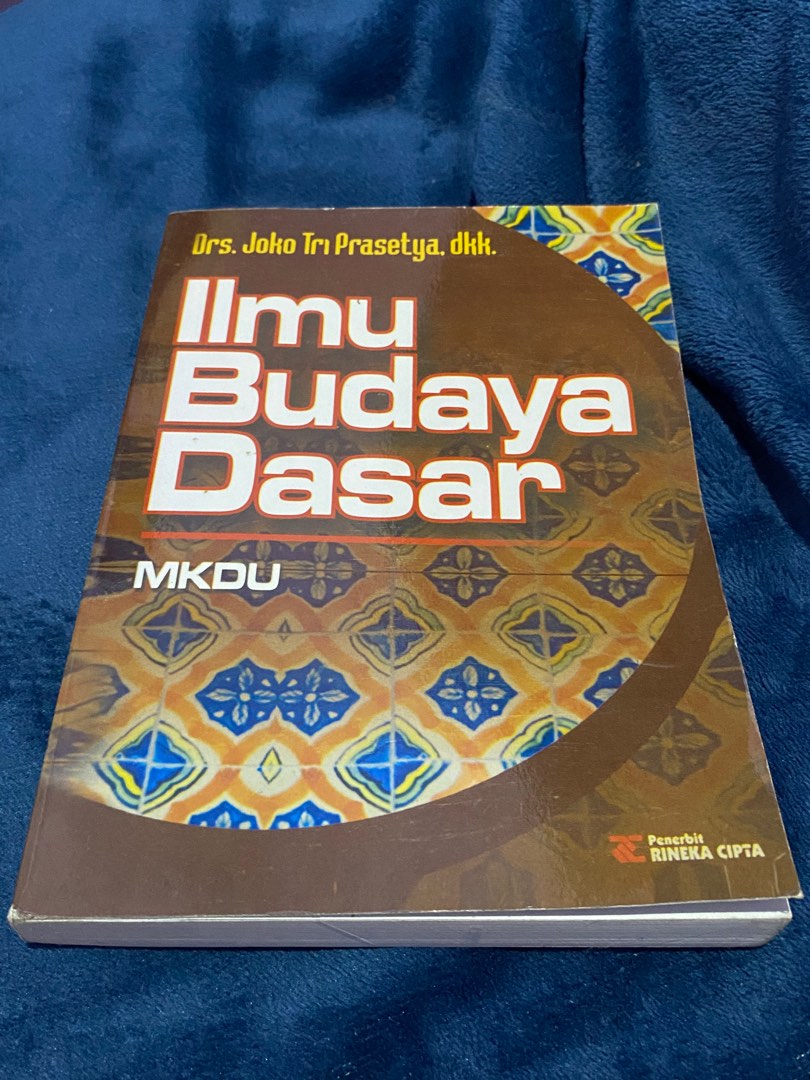 Drs. Joko Tri Prasetya, dkk.
Ilmu
Budaya
Dasar
MKDU
Penerbit
RINEKA CIPTA